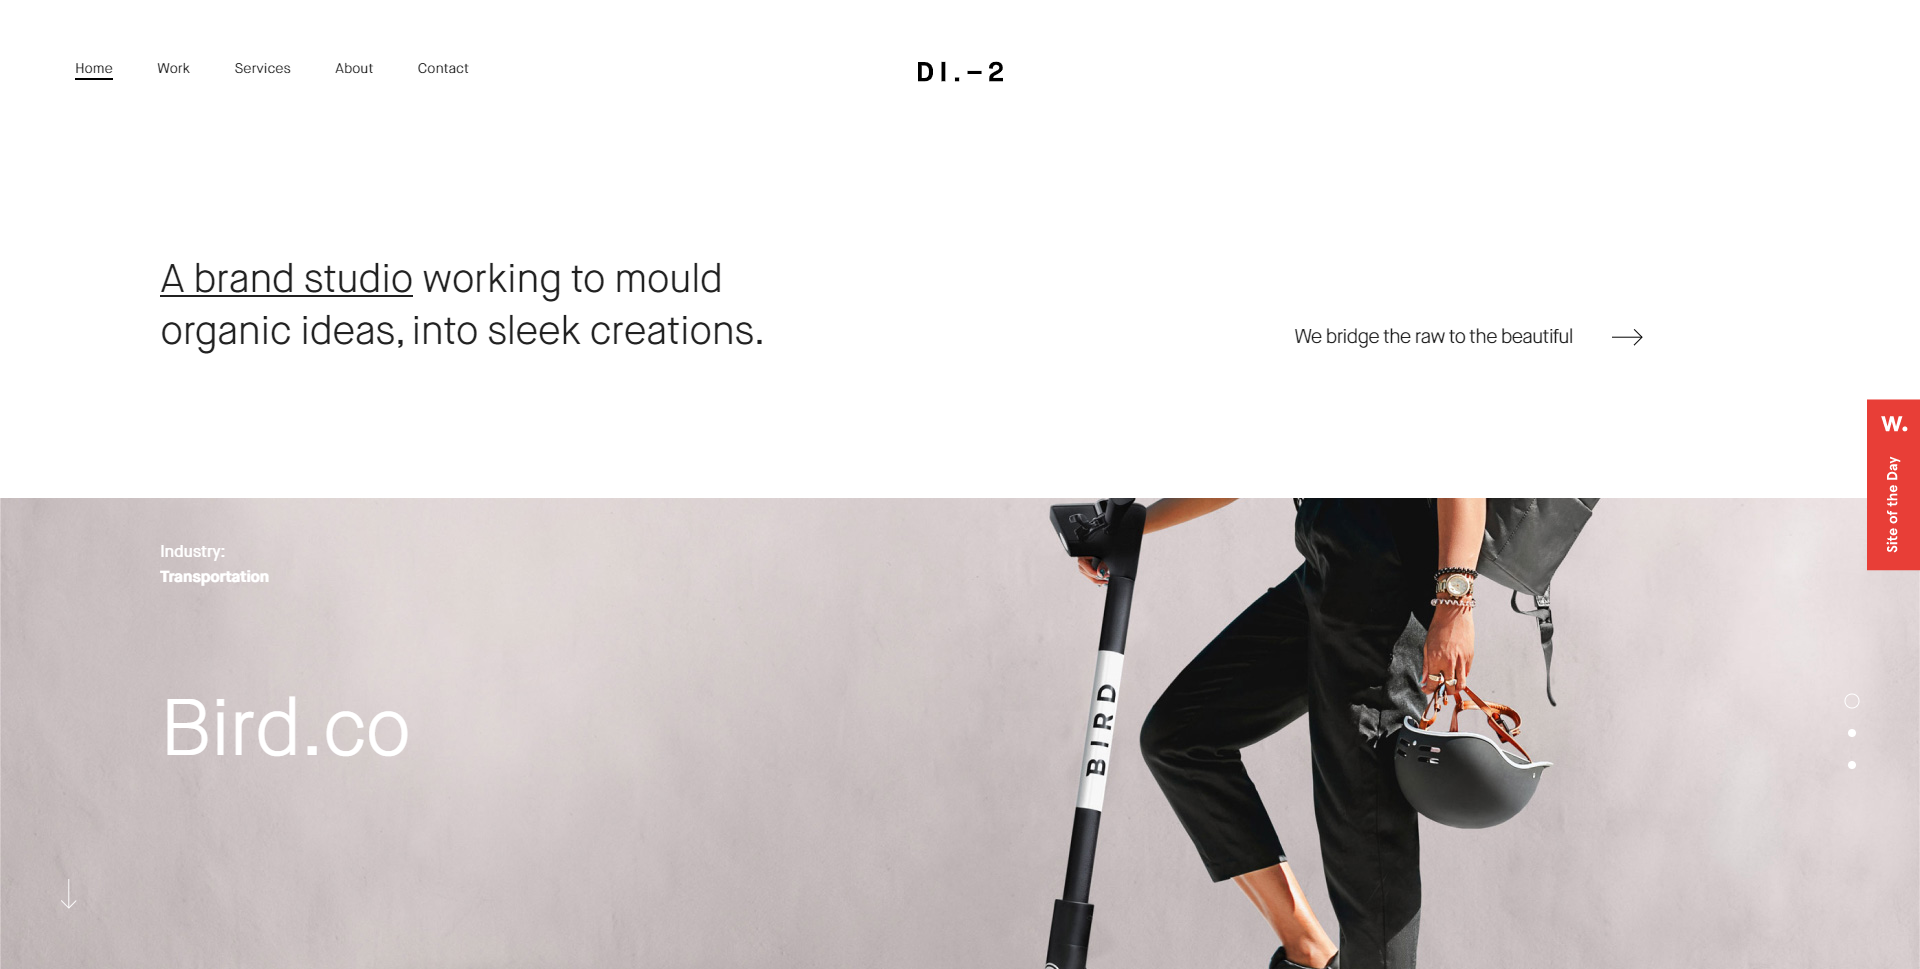 Home
Work
Services
About
Contact
DI.-2
A brand studio working to mould
organic ideas, into sleek creations.
We bridge the raw to the beautiful
W.
Site of the Day
Industry:
Transportation
Bird.co
BIRD